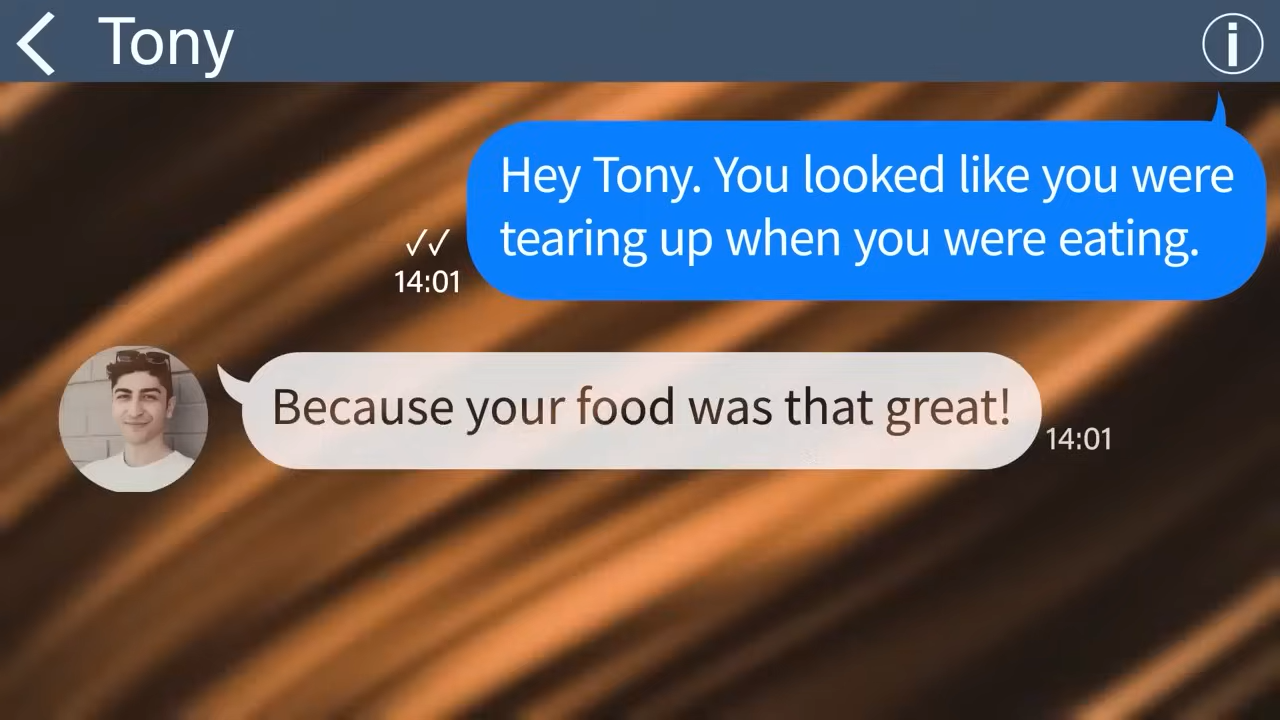 Tony
Hey Tony. You looked like you were
tearing up when you were eating.
✓✓
14:01
Because your food was that great!
14:01